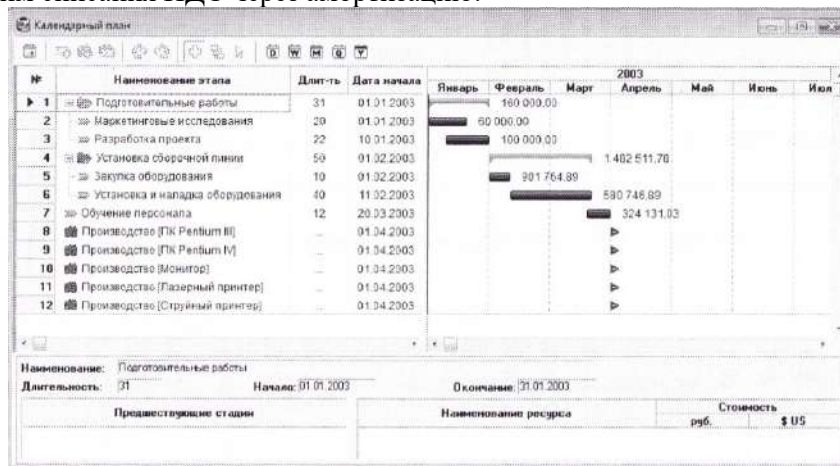 описания НДС через амортизацию.
Календарный план
D W M Q Y
№ Наименование этапа Длит-ть Дата начала 2003
Январь Февраль Март Апрель Май Июнь Июл
1 Подготовительные работы 31 01.01.2003 160 000,00
2 Маркетинговые исследования 20 01.01.2003 60 000,00
3 Разработка проекта 22 10.01.2003 100 000,00
4 Установка сборочной линии 50 01.02.2003 1 482 511,78
5 Закупка оборудования 10 01.02.2003 901 764,89
6 Установка и наладка оборудования 40 11.02.2003 580 746,89
7 Обучение персонала 12 20.03.2003 324 131,03
8 Производство [ПК Pentium III] ... 01.04.2003
9 Производство [ПК Pentium IV] ... 01.04.2003
10 Производство [Монитор] ... 01.04.2003
11 Производство [Лазерный принтер] ... 01.04.2003
12 Производство [Струйный принтер] ... 01.04.2003
Наименование: Подготовительные работы
Длительность: 31 Начало: 01.01.2003 Окончание: 31.01.2003
Предшествующие стадии Наименование ресурса Стоимость
руб. $ US